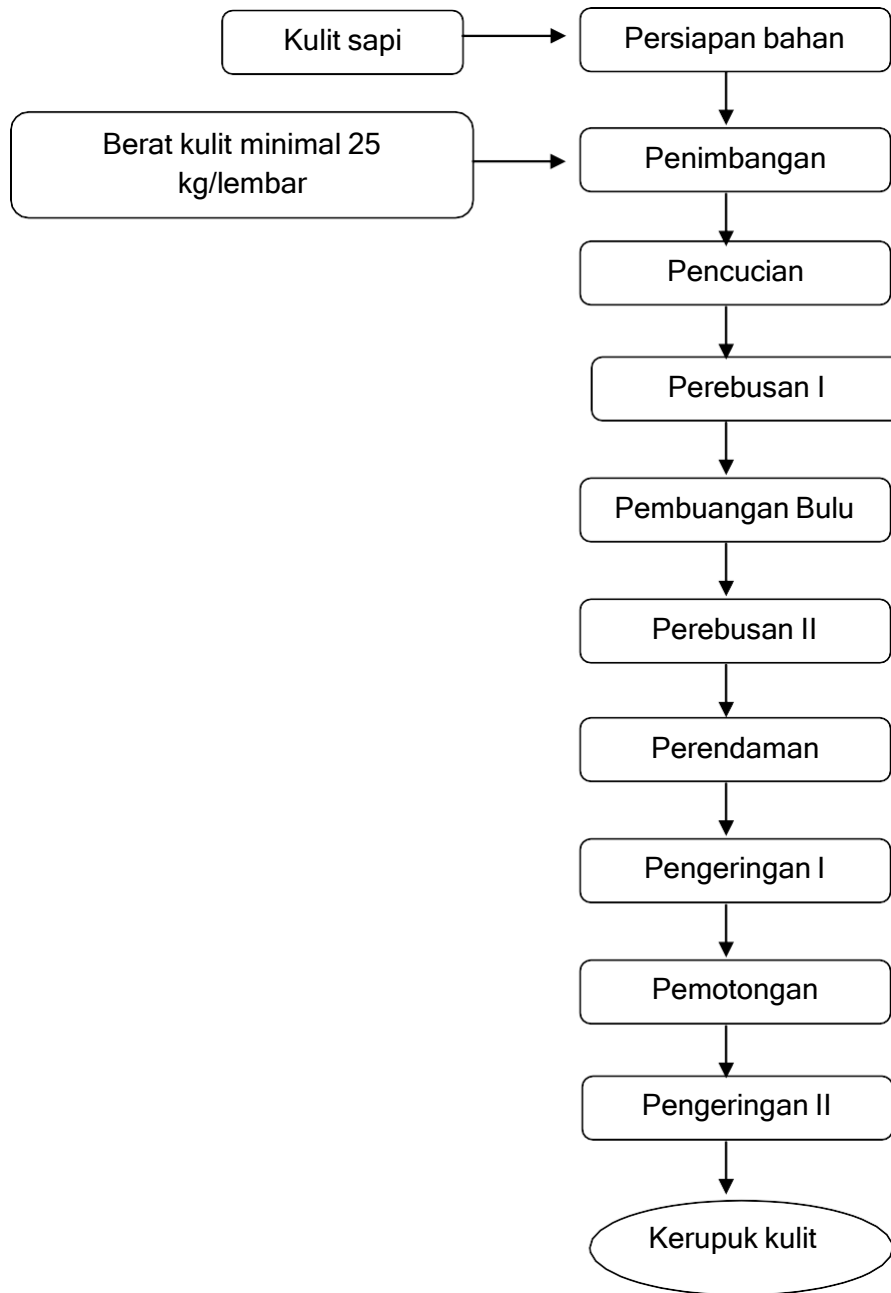 Kulit sapi
Persiapan bahan
Berat kulit minimal 25
kg/lembar
Penimbangan
Pencucian
Perebusan I
Pembuangan Bulu
Perebusan II
Perendaman
Pengeringan I
Pemotongan
Pengeringan II
Kerupuk kulit